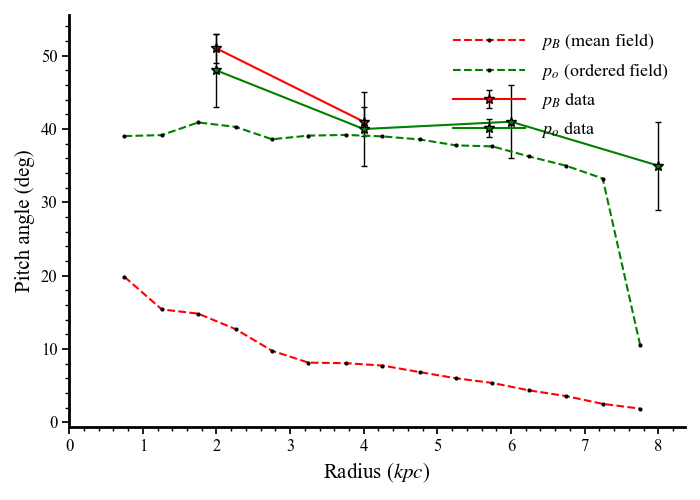 50
40
30
20
10
0
Pitch angle (deg)
p_B (mean field)
p_o (ordered field)
p_B data
p_o data
0 1 2 3 4 5 6 7 8
Radius (kpc)